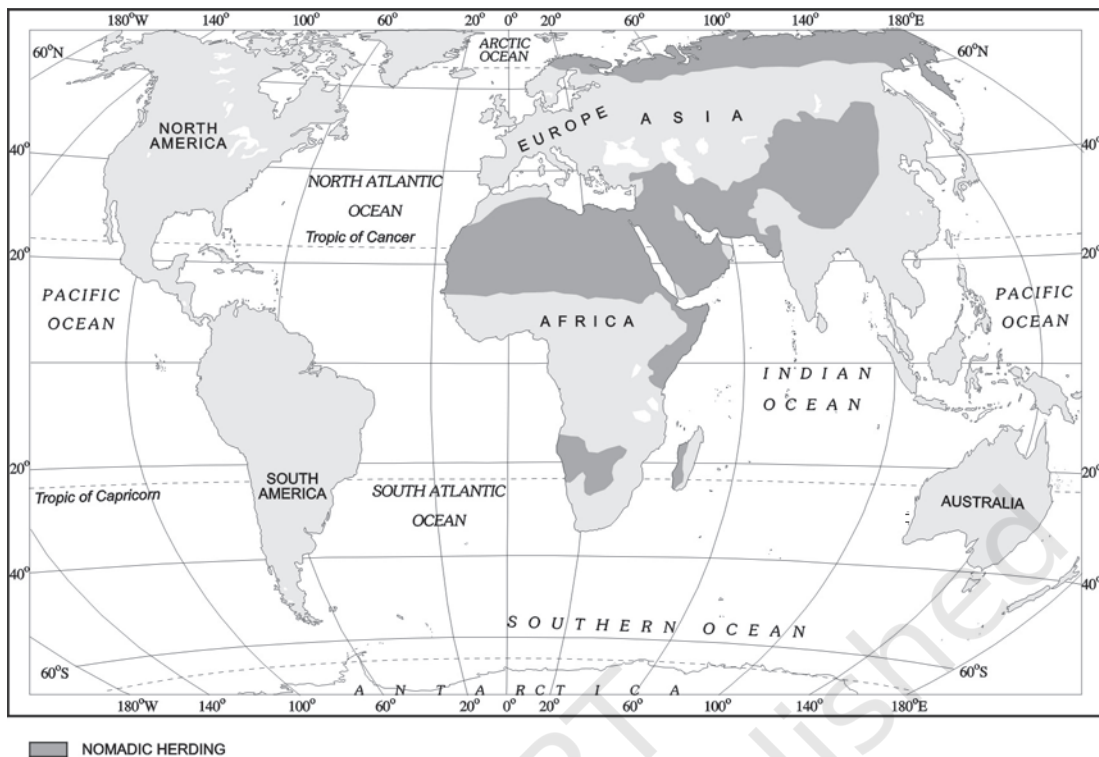 180°W 140° 100° 60° 20° 0° 20° 60° 100° 140° 180°E
60°N
ARCTIC
OCEAN
60°N
NORTH
AMERICA
EUROPE
ASIA
40°
40°
NORTH ATLANTIC
OCEAN
Tropic of Cancer
20°
20°
PACIFIC
OCEAN
AFRICA
PACIFIC
OCEAN
INDIAN
OCEAN
20°
20°
Tropic of Capricorn
SOUTH
AMERICA
SOUTH ATLANTIC
OCEAN
AUSTRALIA
40°
40°
SOUTHERN OCEAN
60°S
60°S
ANTARCTICA
180°W 140° 100° 60° 20° 0° 20° 60° 100° 140° 180°E
NOMADIC HERDING